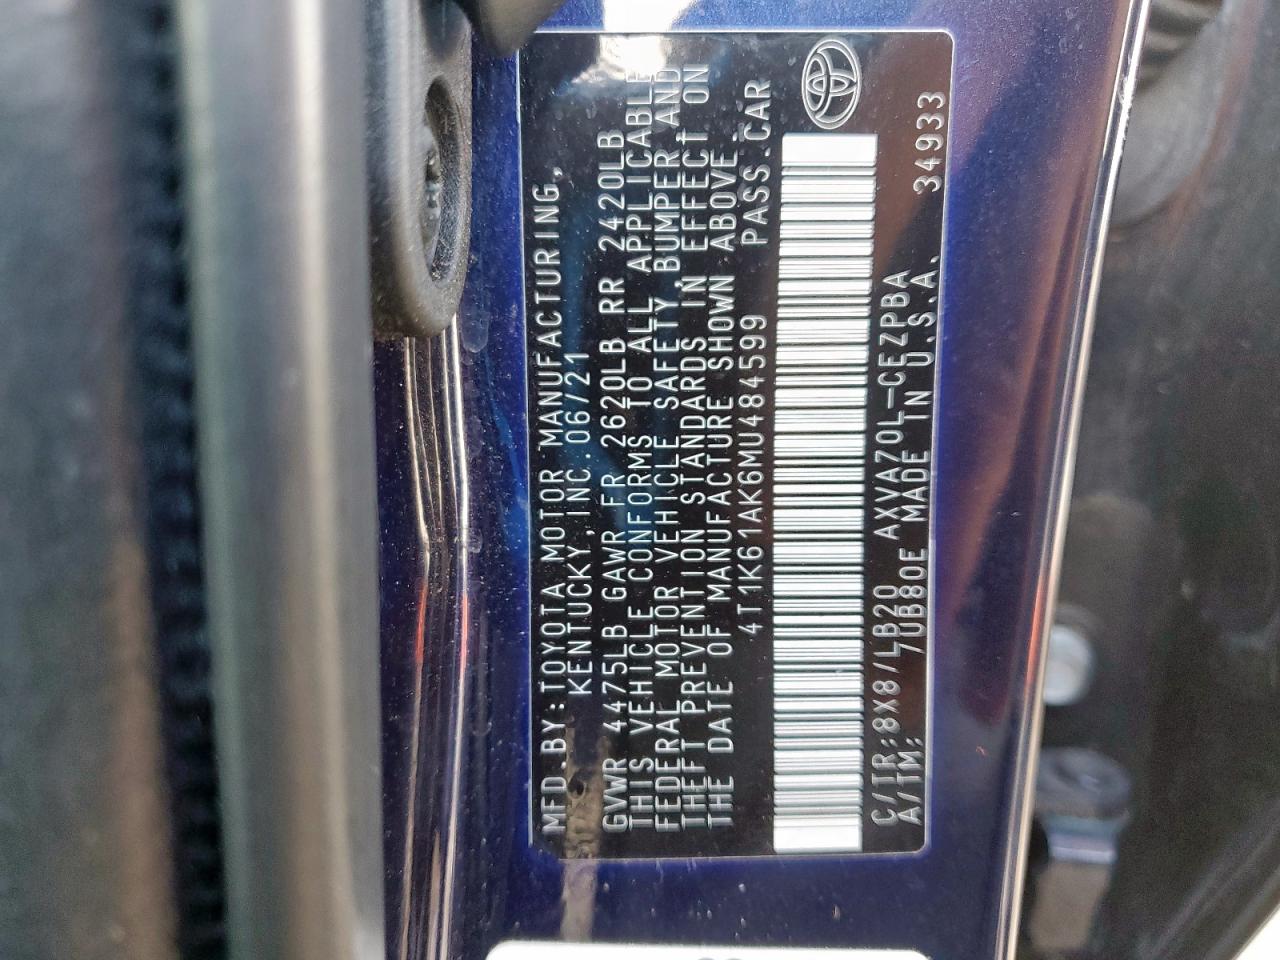 MFD.BY:TOYOTA MOTOR MANUFACTURING,
KENTUCKY,INC.06/21
GVWR 4475LB GAWR FR 2620LB RR 2420LB
THIS VEHICLE CONFORMS TO ALL APPLICABLE
FEDERAL MOTOR VEHICLE SAFETY,BUMPER AND
THEFT PREVENTION STANDARDS IN EFFECT ON
THE DATE OF MANUFACTURE SHOWN ABOVE.
4T1K61AK6MU484599 PASS.CAR
C/TR:8X8/LB20 AXVA70L-CEZPBA
A/TM: UB80E MADE IN U.S.A. 34933